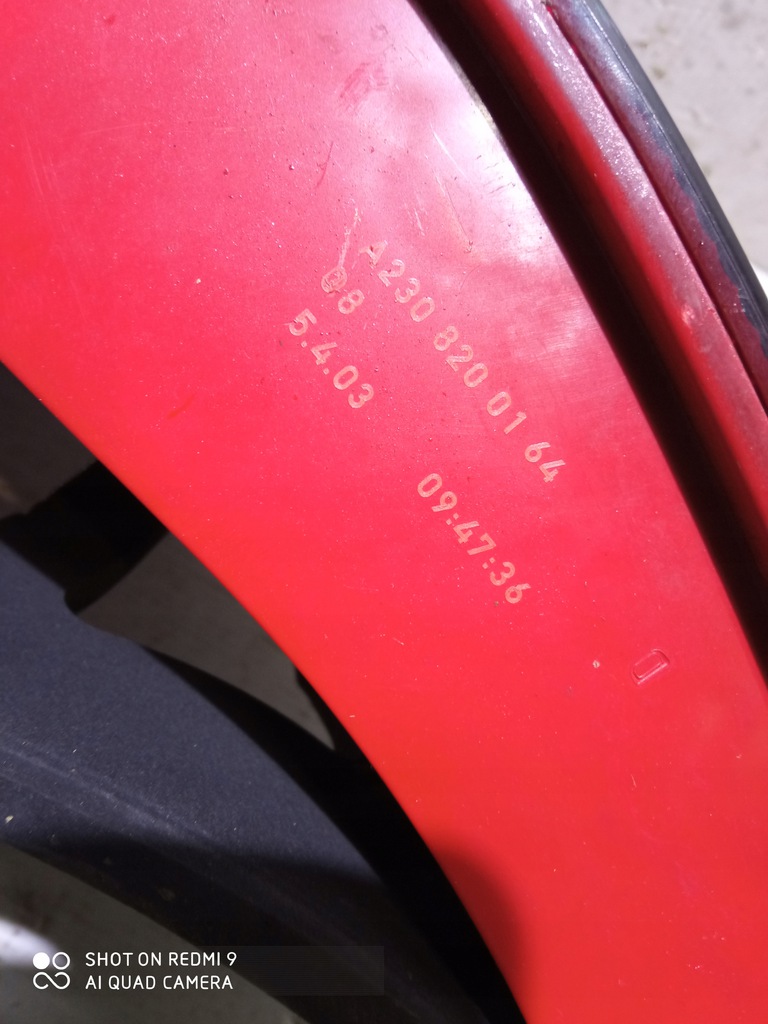 A230 820 01 64
08
5.4.03 09:47:36
D
SHOT ON REDMI 9
AI QUAD CAMERA